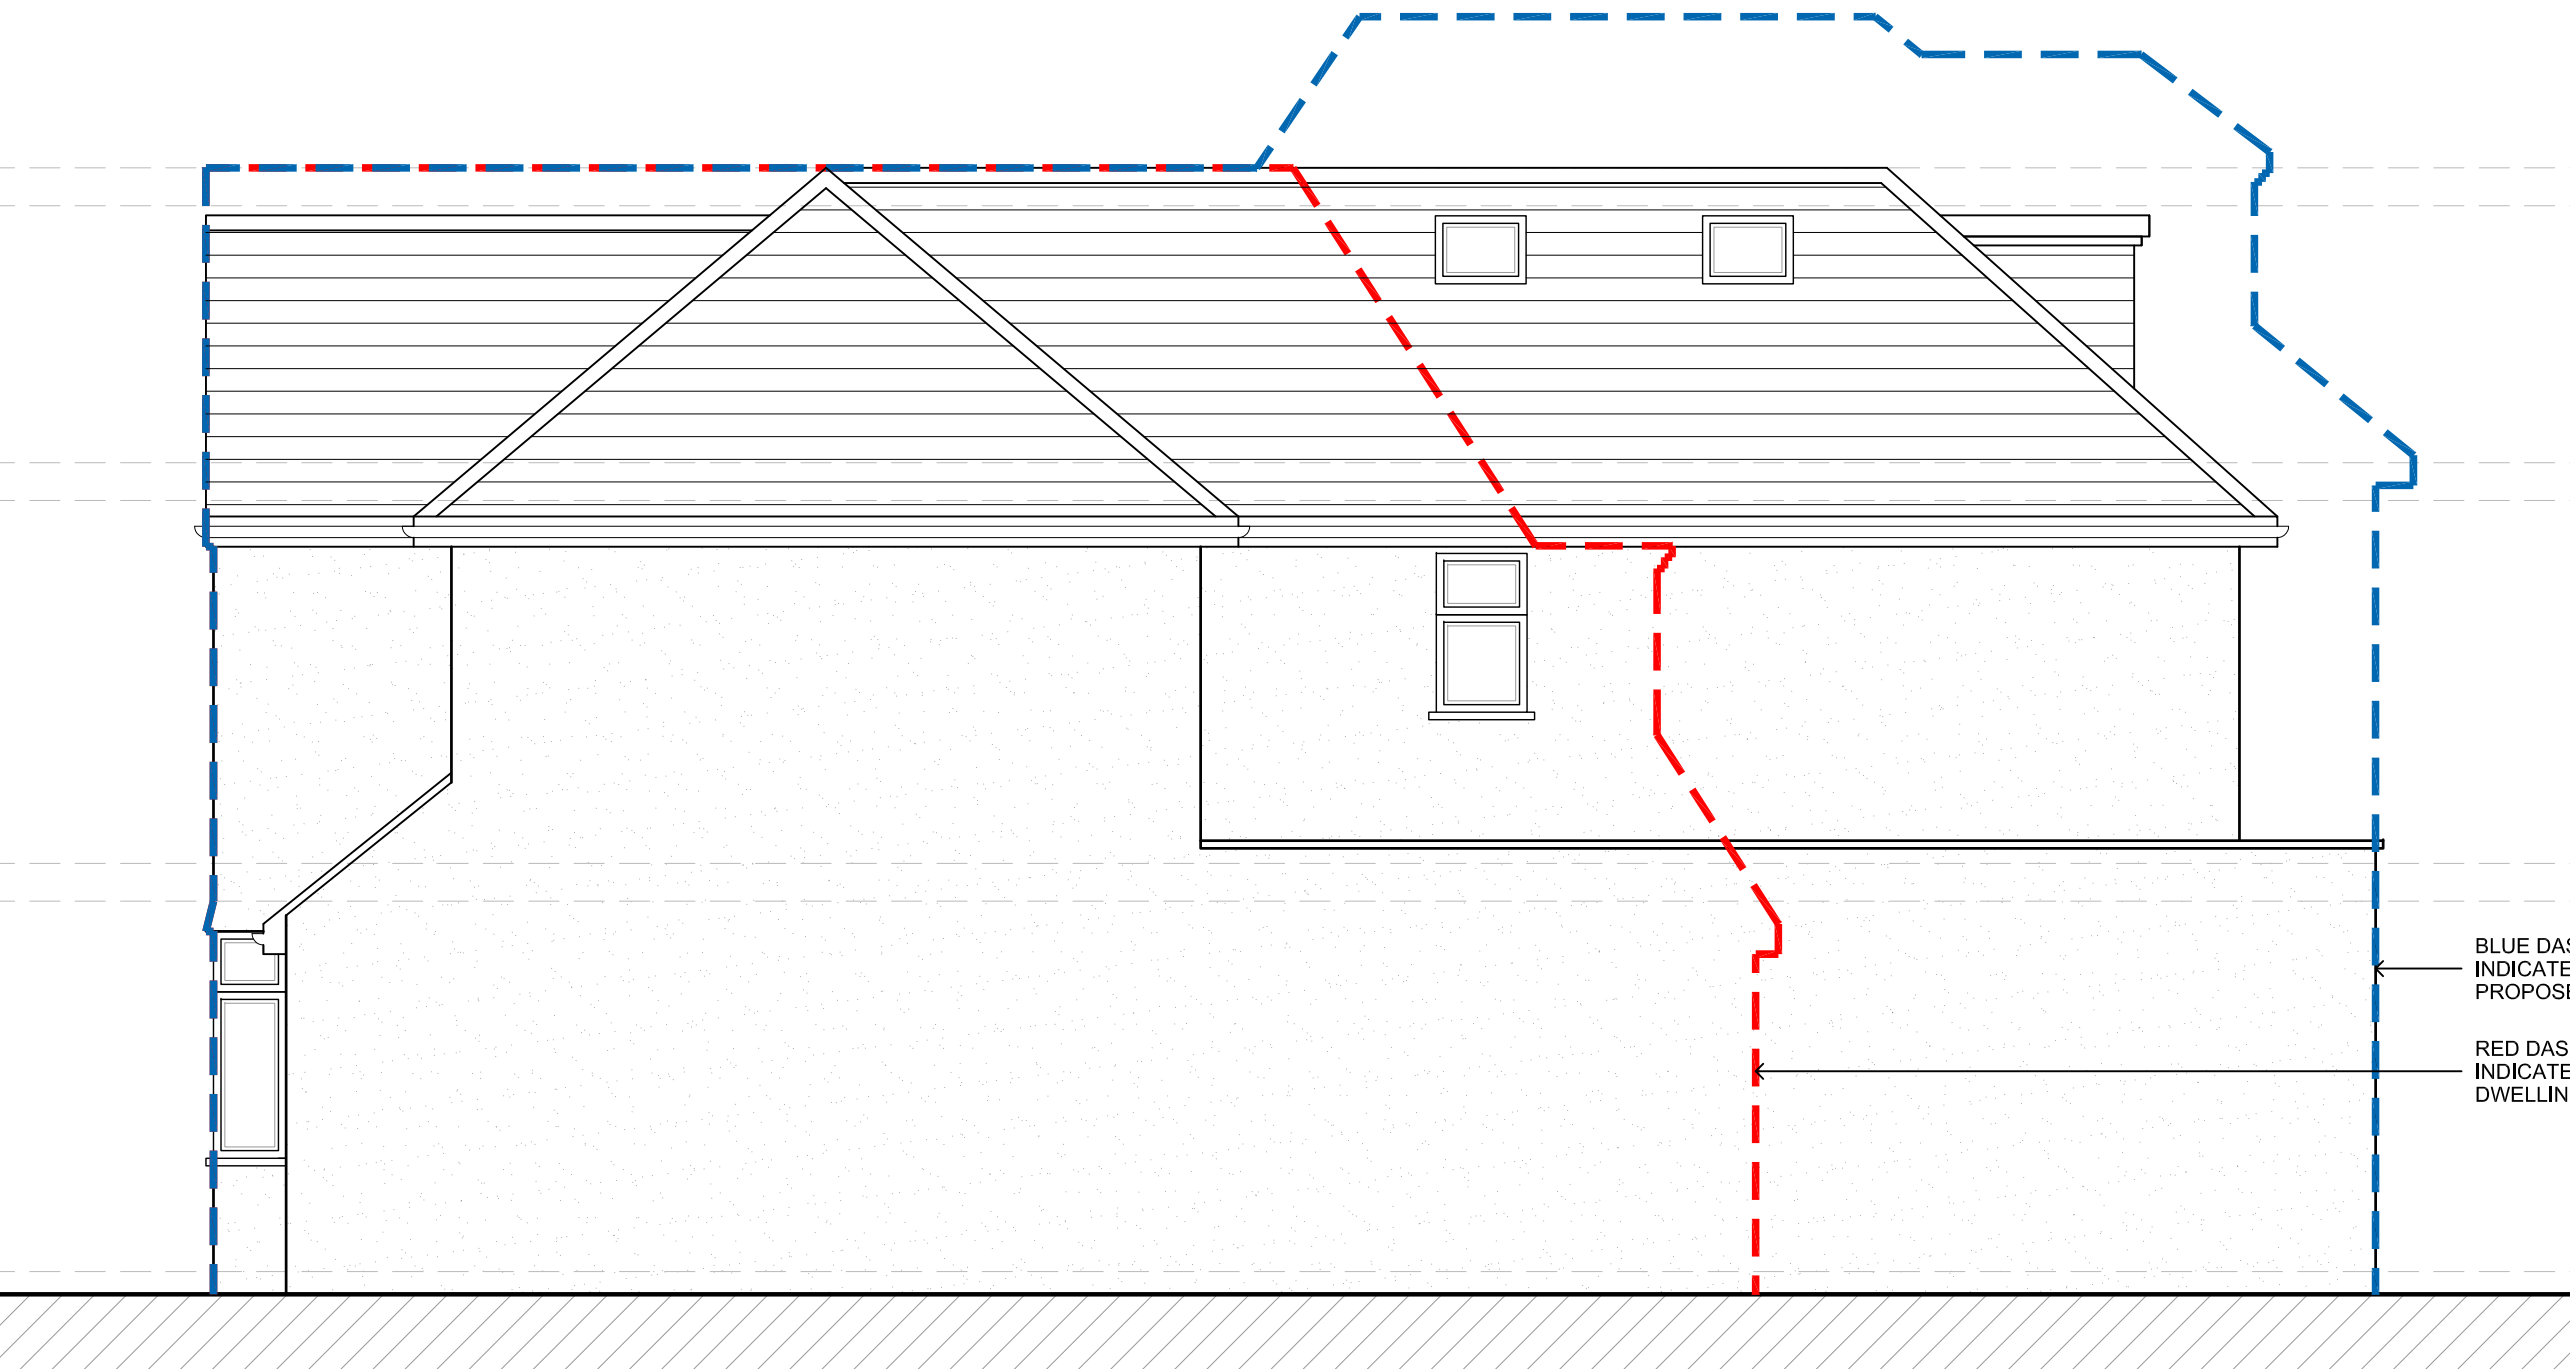 BLUE DAS
INDICATE
PROPOSE
RED DAS
INDICATE
DWELLIN